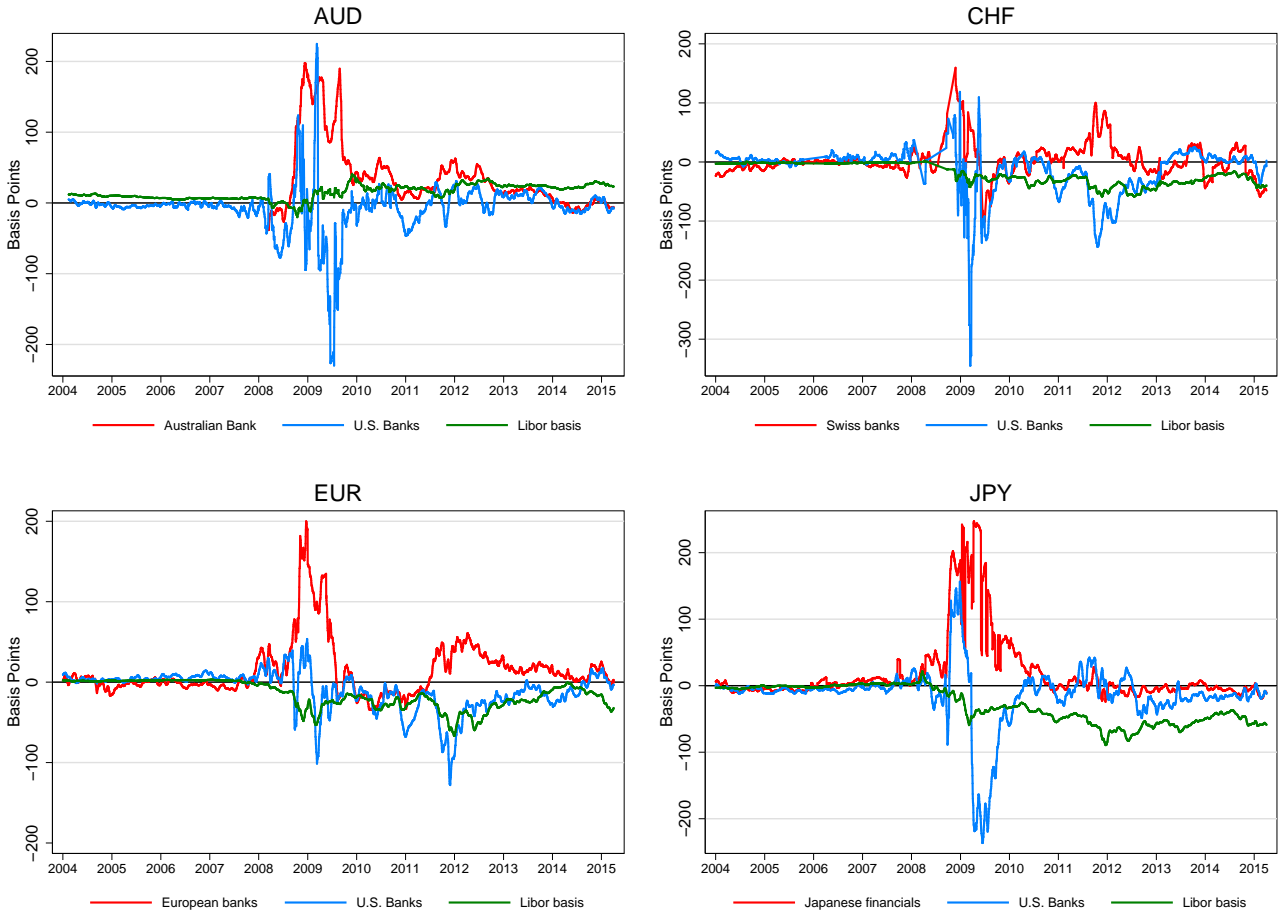 AUD
Basis Points
200
100
0
−100
−200
2004 2005 2006 2007 2008 2009 2010 2011 2012 2013 2014 2015
Australian Bank U.S. Banks Libor basis
CHF
Basis Points
200
100
0
−100
−200
−300
2004 2005 2006 2007 2008 2009 2010 2011 2012 2013 2014 2015
Swiss banks U.S. Banks Libor basis
EUR
Basis Points
200
100
0
−100
−200
2004 2005 2006 2007 2008 2009 2010 2011 2012 2013 2014 2015
European banks U.S. Banks Libor basis
JPY
Basis Points
200
100
0
−100
−200
2004 2005 2006 2007 2008 2009 2010 2011 2012 2013 2014 2015
Japanese financials U.S. Banks Libor basis